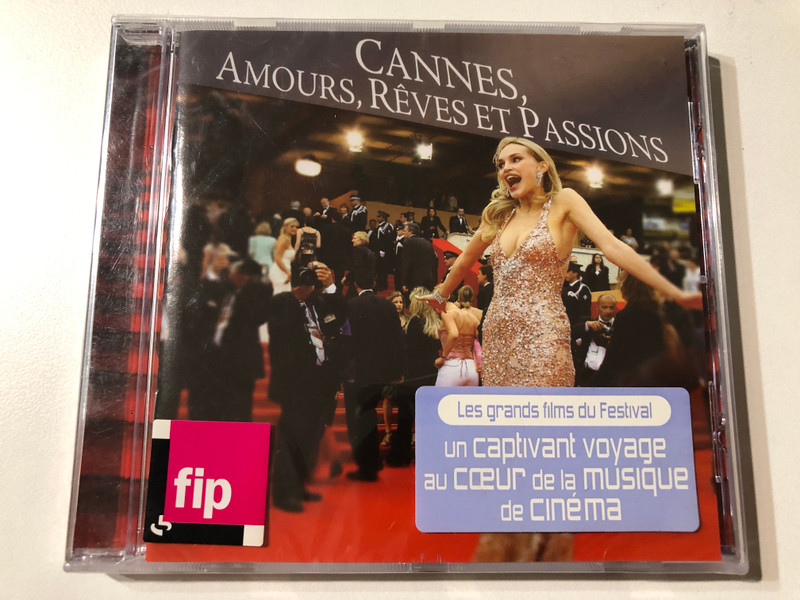 CANNES,
AMOURS, RÊVES ET PASSIONS
Les grands films du Festival
un captivant voyage
au cœur de la musique
de cinéma
fip